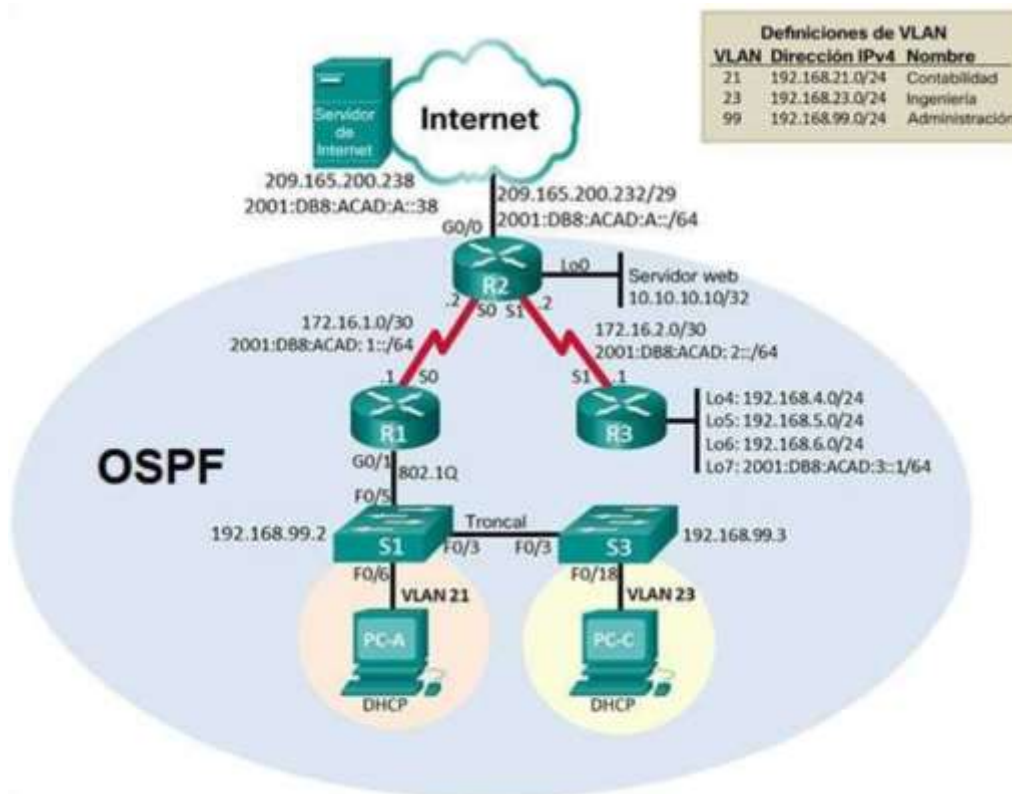 Definiciones de VLAN
VLAN Dirección IPv4 Nombre
21 192.168.21.0/24 Contabilidad
23 192.168.23.0/24 Ingeniería
99 192.168.99.0/24 Administración
Servidor
de
Internet
Internet
209.165.200.238
2001:DB8:ACAD:A::38
209.165.200.232/29
2001:DB8:ACAD:A::/64
G0/0
R2
Lo0
Servidor web
10.10.10.10/32
.2
S0
S1
.2
172.16.1.0/30
2001:DB8:ACAD: 1::/64
172.16.2.0/30
2001:DB8:ACAD: 2::/64
.1
S0
S1
.1
R1
R3
Lo4: 192.168.4.0/24
Lo5: 192.168.5.0/24
Lo6: 192.168.6.0/24
Lo7: 2001:DB8:ACAD:3::1/64
OSPF
G0/1
802.1Q
F0/5
192.168.99.2
S1
Troncal
F0/3
F0/3
S3
192.168.99.3
F0/6
F0/18
VLAN 21
VLAN 23
PC-A
PC-C
DHCP
DHCP